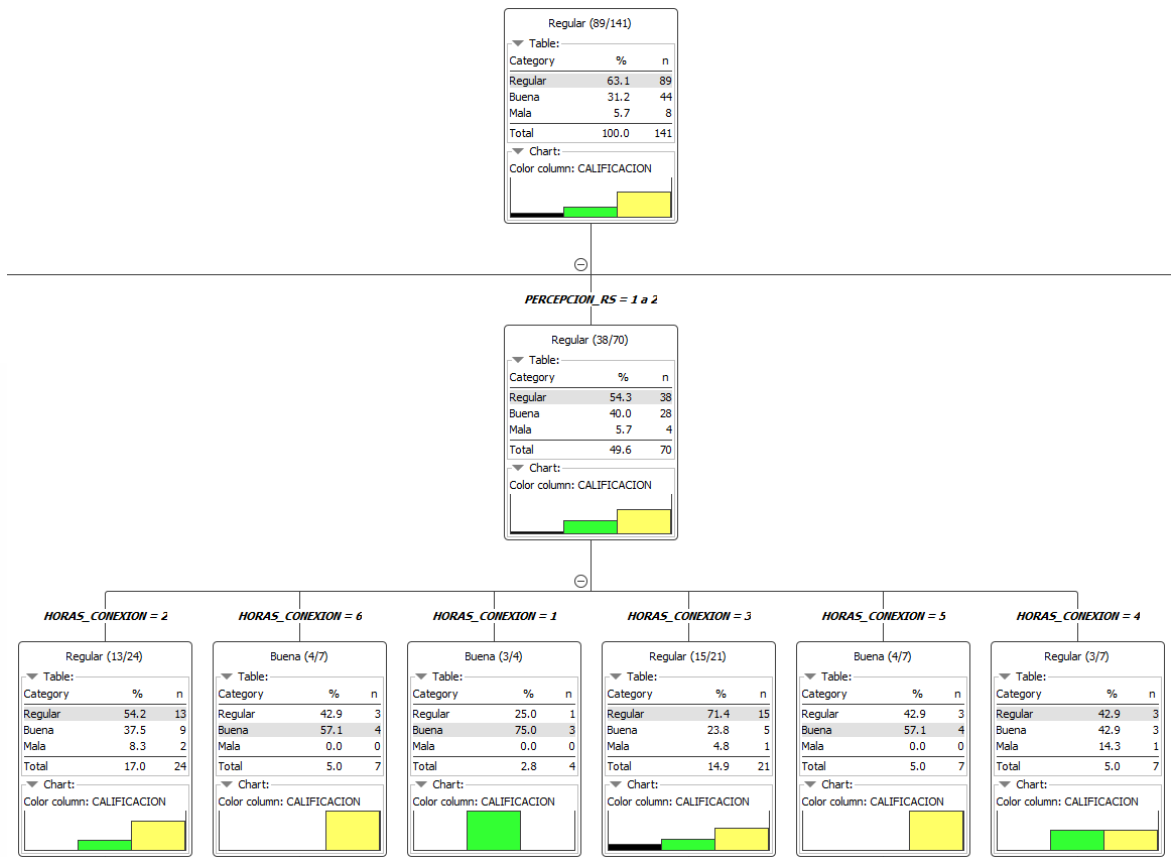 Regular (89/141)
Table:
Category % n
Regular 63.1 89
Buena 31.2 44
Mala 5.7 8
Total 100.0 141
Chart:
Color column: CALIFICACION
PERCEPCION_RS = 1 a 2
Regular (38/70)
Table:
Category % n
Regular 54.3 38
Buena 40.0 28
Mala 5.7 4
Total 49.6 70
Chart:
Color column: CALIFICACION
HORAS_CONEXION = 2
Regular (13/24)
Table:
Category % n
Regular 54.2 13
Buena 37.5 9
Mala 8.3 2
Total 17.0 24
Chart:
Color column: CALIFICACION
HORAS_CONEXION = 6
Buena (4/7)
Table:
Category % n
Regular 42.9 3
Buena 57.1 4
Mala 0.0 0
Total 5.0 7
Chart:
Color column: CALIFICACION
HORAS_CONEXION = 1
Buena (3/4)
Table:
Category % n
Regular 25.0 1
Buena 75.0 3
Mala 0.0 0
Total 2.8 4
Chart:
Color column: CALIFICACION
HORAS_CONEXION = 3
Regular (15/21)
Table:
Category % n
Regular 71.4 15
Buena 23.8 5
Mala 4.8 1
Total 14.9 21
Chart:
Color column: CALIFICACION
HORAS_CONEXION = 5
Buena (4/7)
Table:
Category % n
Regular 42.9 3
Buena 57.1 4
Mala 0.0 0
Total 5.0 7
Chart:
Color column: CALIFICACION
HORAS_CONEXION = 4
Regular (3/7)
Table:
Category % n
Regular 42.9 3
Buena 42.9 3
Mala 14.3 1
Total 5.0 7
Chart:
Color column: CALIFICACION